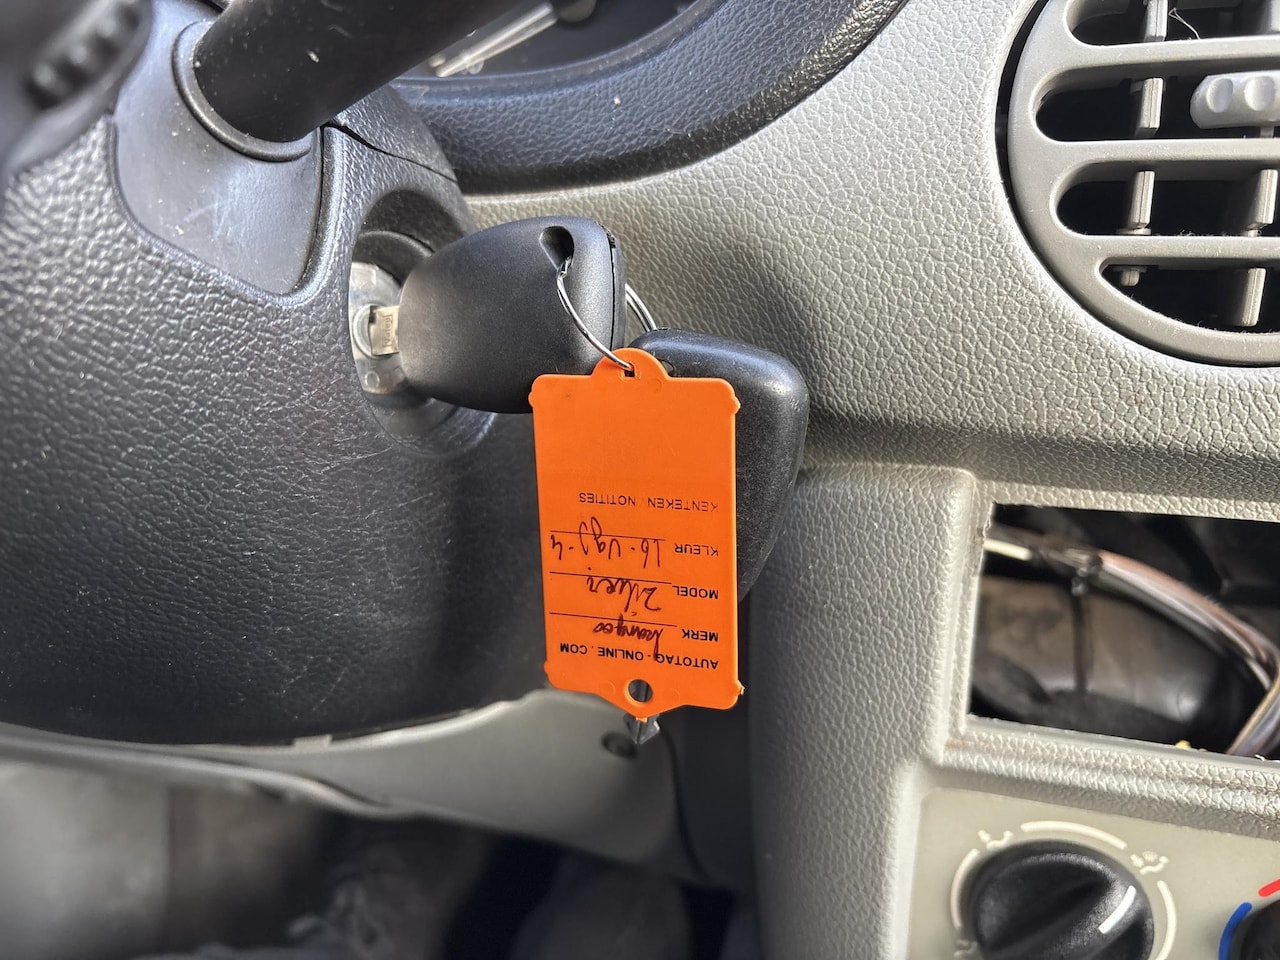 AUTOTAG-ONLINE.COM
MERK kangoo
MODEL Zilver
KLEUR 16-VGJ-4
KENTEKEN NOTITIES